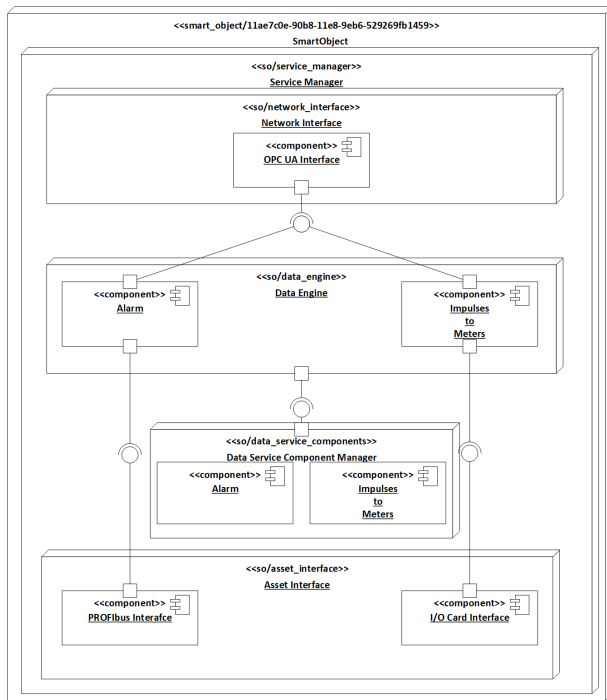 <<smart_object/11ae7c0e-90b8-11e8-9eb6-529269fb1459>>
SmartObject
<<so/service_manager>>
Service Manager
<<so/network_interface>>
Network Interface
<<component>>
OPC UA Interface
<<so/data_engine>>
Data Engine
<<component>>
Alarm
<<component>>
Impulses
to
Meters
<<so/data_service_components>>
Data Service Component Manager
<<component>>
Alarm
<<component>>
Impulses
to
Meters
<<so/asset_interface>>
Asset Interface
<<component>>
PROFIbus Interafce
<<component>>
I/O Card Interface